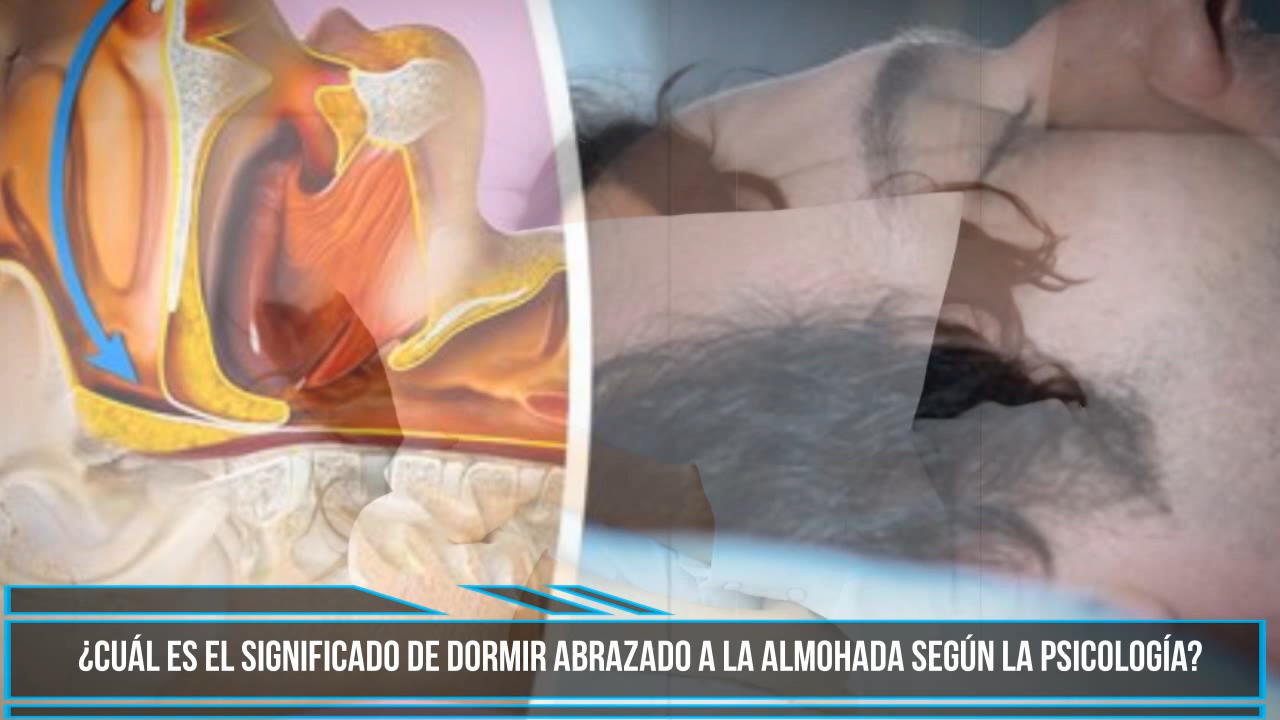 ¿CUÁL ES EL SIGNIFICADO DE DORMIR ABRAZADO A LA ALMOHADA SEGÚN LA PSICOLOGÍA?